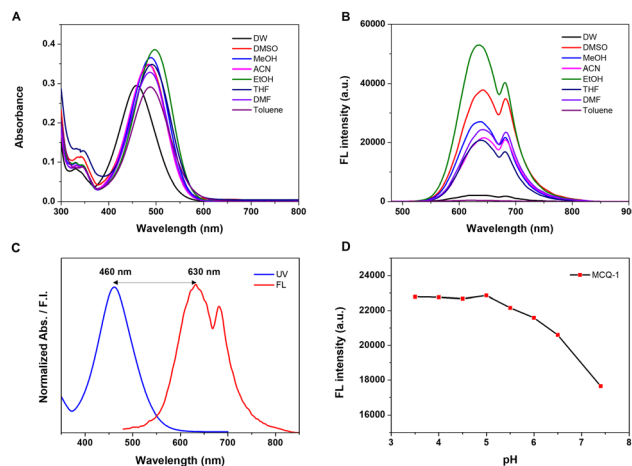 A
DW
DMSO
MeOH
ACN
EtOH
THF
DMF
Toluene
0.4
0.3
0.2
0.1
0.0
300 400 500 600 700 800
Absorbance
Wavelength (nm)
B
DW
DMSO
MeOH
ACN
EtOH
THF
DMF
Toluene
60000
40000
20000
0
500 600 700 800 90
FL intensity (a.u.)
Wavelength (nm)
C
460 nm 630 nm
UV
FL
400 500 600 700 800
Normalized Abs. / F.I.
Wavelength (nm)
D
MCQ-1
24000
22000
20000
18000
16000
3 4 5 6 7 8
FL intensity (a.u.)
pH